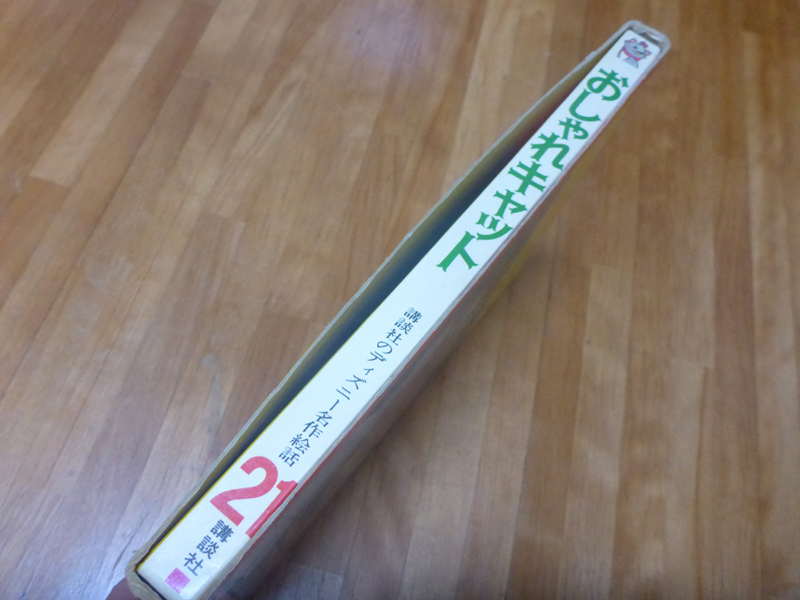 おしゃれキャット
講談社のディズニー名作絵話
21
講談社